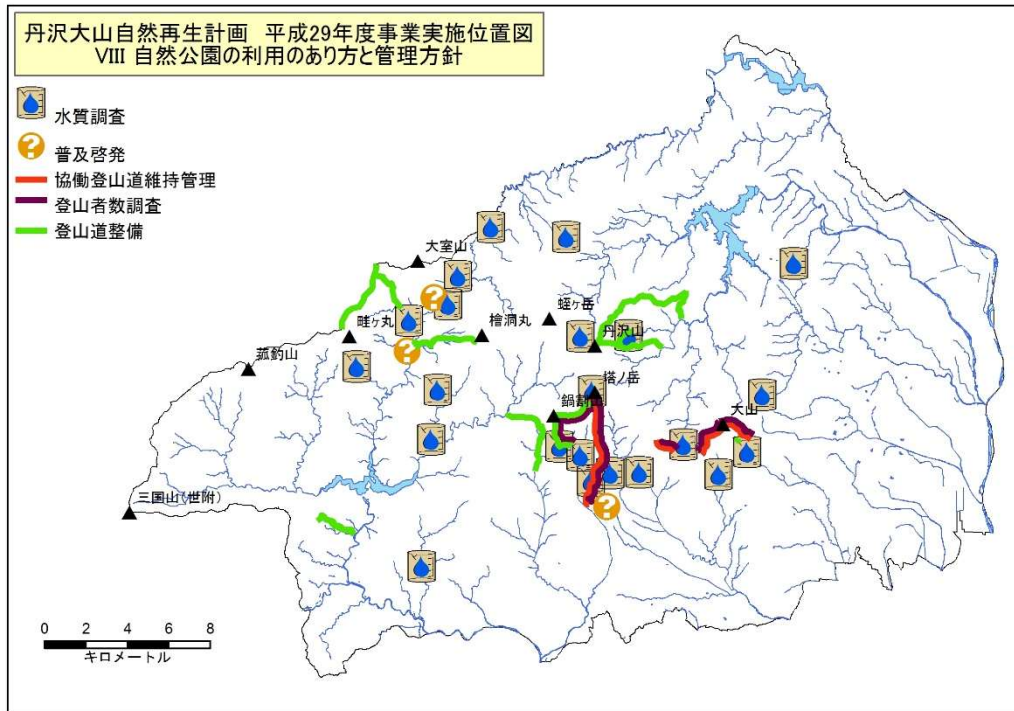 丹沢大山自然再生計画 平成29年度事業実施位置図
VIII 自然公園の利用のあり方と管理方針
水質調査
?
普及啓発
協働登山道維持管理
登山者数調査
登山道整備
大室山
?
畦ヶ丸
檜洞丸
蛭ヶ岳
丹沢山
?
菰釣山
塔ノ岳
鍋割山
大山
三国山(世附)
?
0 2 4 6 8
キロメートル